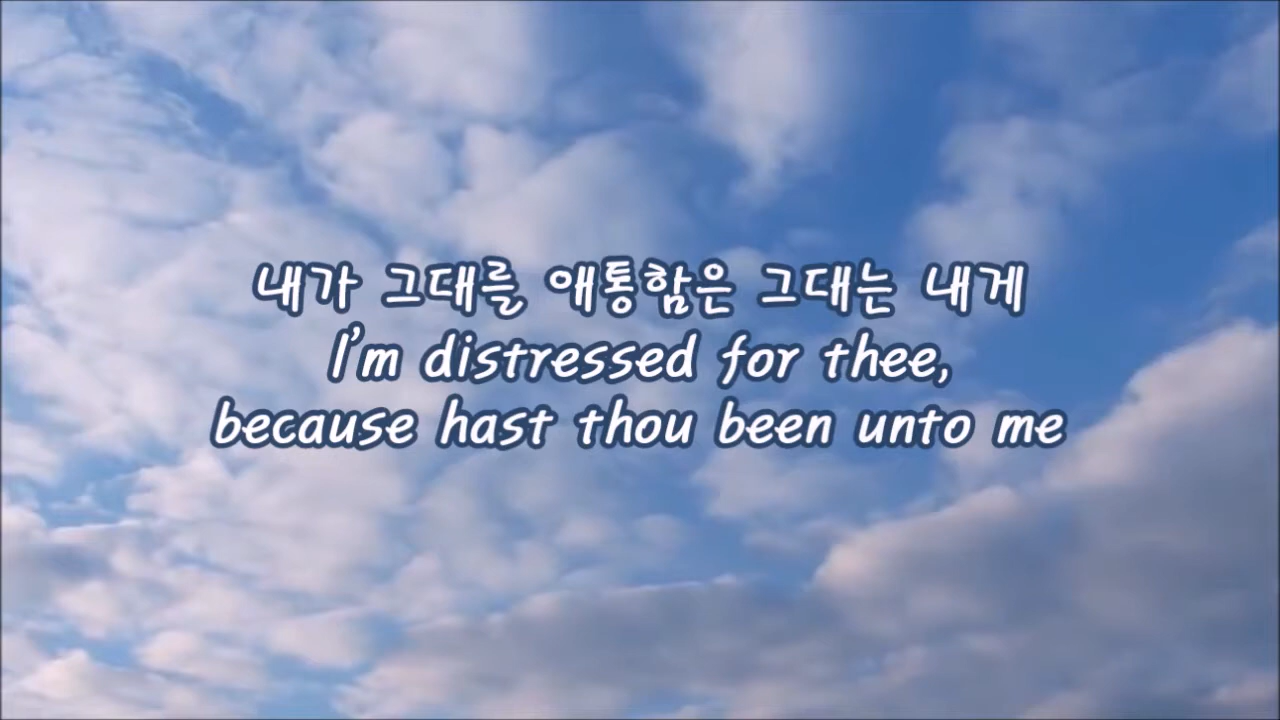 내가 그대를 애통함은 그대는 내게
I'm distressed for thee,
because hast thou been unto me